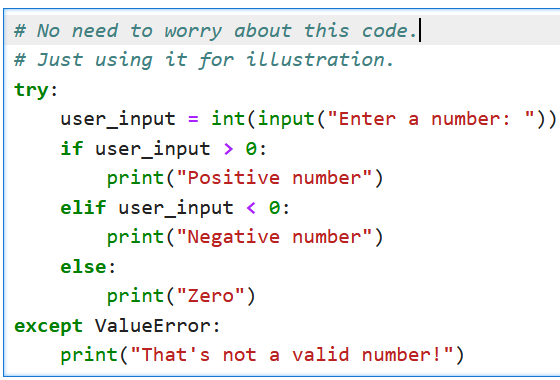 # No need to worry about this code.
# Just using it for illustration.
try:
    user_input = int(input("Enter a number: "))
    if user_input > 0:
        print("Positive number")
    elif user_input < 0:
        print("Negative number")
    else:
        print("Zero")
except ValueError:
    print("That's not a valid number!")